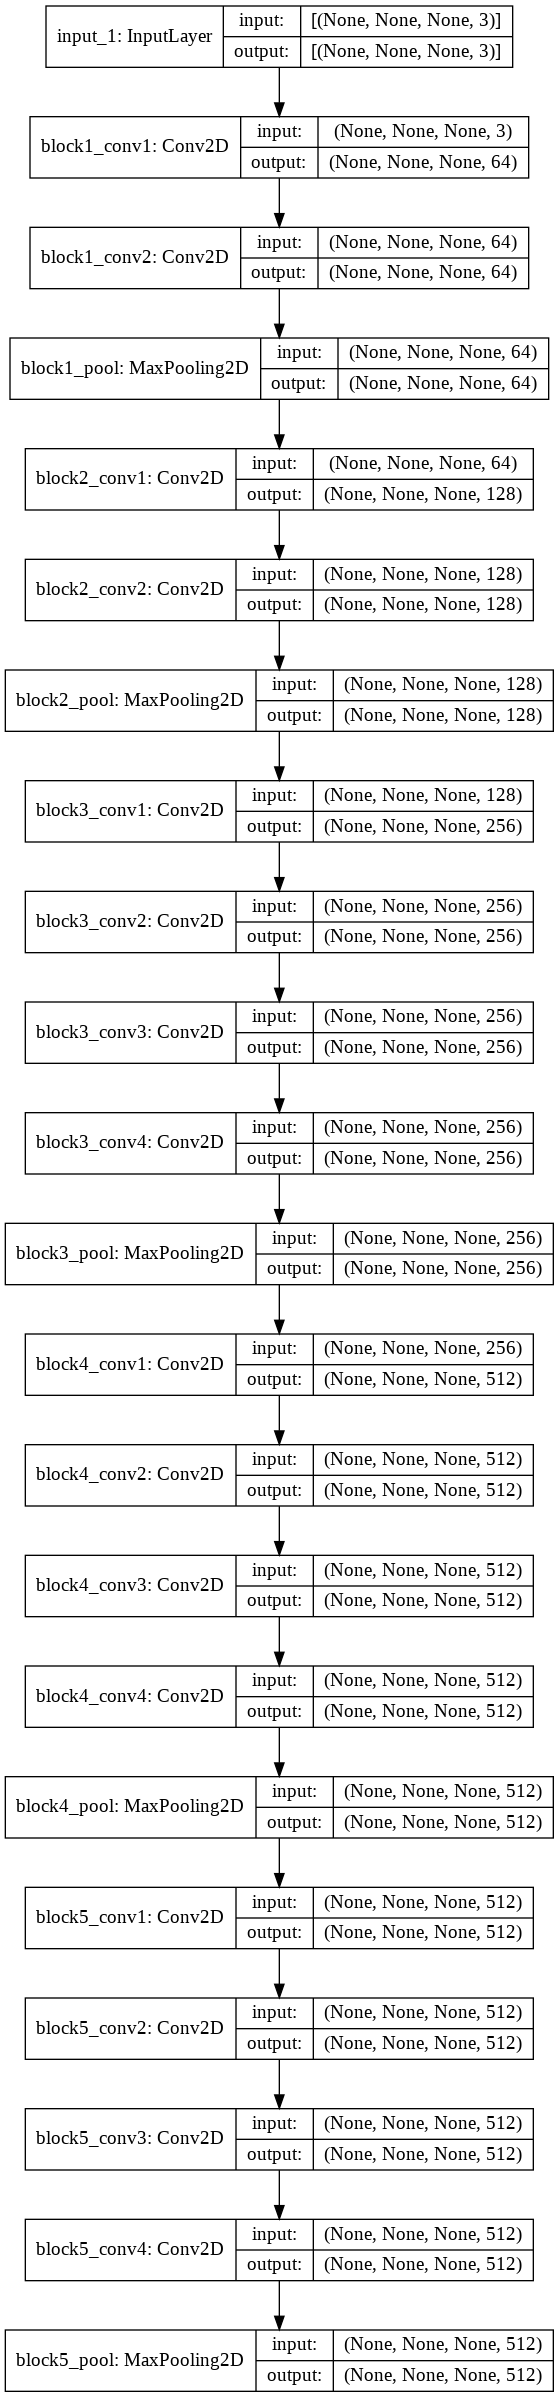 input_1: InputLayer
input: [(None, None, None, 3)]
output: [(None, None, None, 3)]
block1_conv1: Conv2D
input: (None, None, None, 3)
output: (None, None, None, 64)
block1_conv2: Conv2D
input: (None, None, None, 64)
output: (None, None, None, 64)
block1_pool: MaxPooling2D
input: (None, None, None, 64)
output: (None, None, None, 64)
block2_conv1: Conv2D
input: (None, None, None, 64)
output: (None, None, None, 128)
block2_conv2: Conv2D
input: (None, None, None, 128)
output: (None, None, None, 128)
block2_pool: MaxPooling2D
input: (None, None, None, 128)
output: (None, None, None, 128)
block3_conv1: Conv2D
input: (None, None, None, 128)
output: (None, None, None, 256)
block3_conv2: Conv2D
input: (None, None, None, 256)
output: (None, None, None, 256)
block3_conv3: Conv2D
input: (None, None, None, 256)
output: (None, None, None, 256)
block3_conv4: Conv2D
input: (None, None, None, 256)
output: (None, None, None, 256)
block3_pool: MaxPooling2D
input: (None, None, None, 256)
output: (None, None, None, 256)
block4_conv1: Conv2D
input: (None, None, None, 256)
output: (None, None, None, 512)
block4_conv2: Conv2D
input: (None, None, None, 512)
output: (None, None, None, 512)
block4_conv3: Conv2D
input: (None, None, None, 512)
output: (None, None, None, 512)
block4_conv4: Conv2D
input: (None, None, None, 512)
output: (None, None, None, 512)
block4_pool: MaxPooling2D
input: (None, None, None, 512)
output: (None, None, None, 512)
block5_conv1: Conv2D
input: (None, None, None, 512)
output: (None, None, None, 512)
block5_conv2: Conv2D
input: (None, None, None, 512)
output: (None, None, None, 512)
block5_conv3: Conv2D
input: (None, None, None, 512)
output: (None, None, None, 512)
block5_conv4: Conv2D
input: (None, None, None, 512)
output: (None, None, None, 512)
block5_pool: MaxPooling2D
input: (None, None, None, 512)
output: (None, None, None, 512)